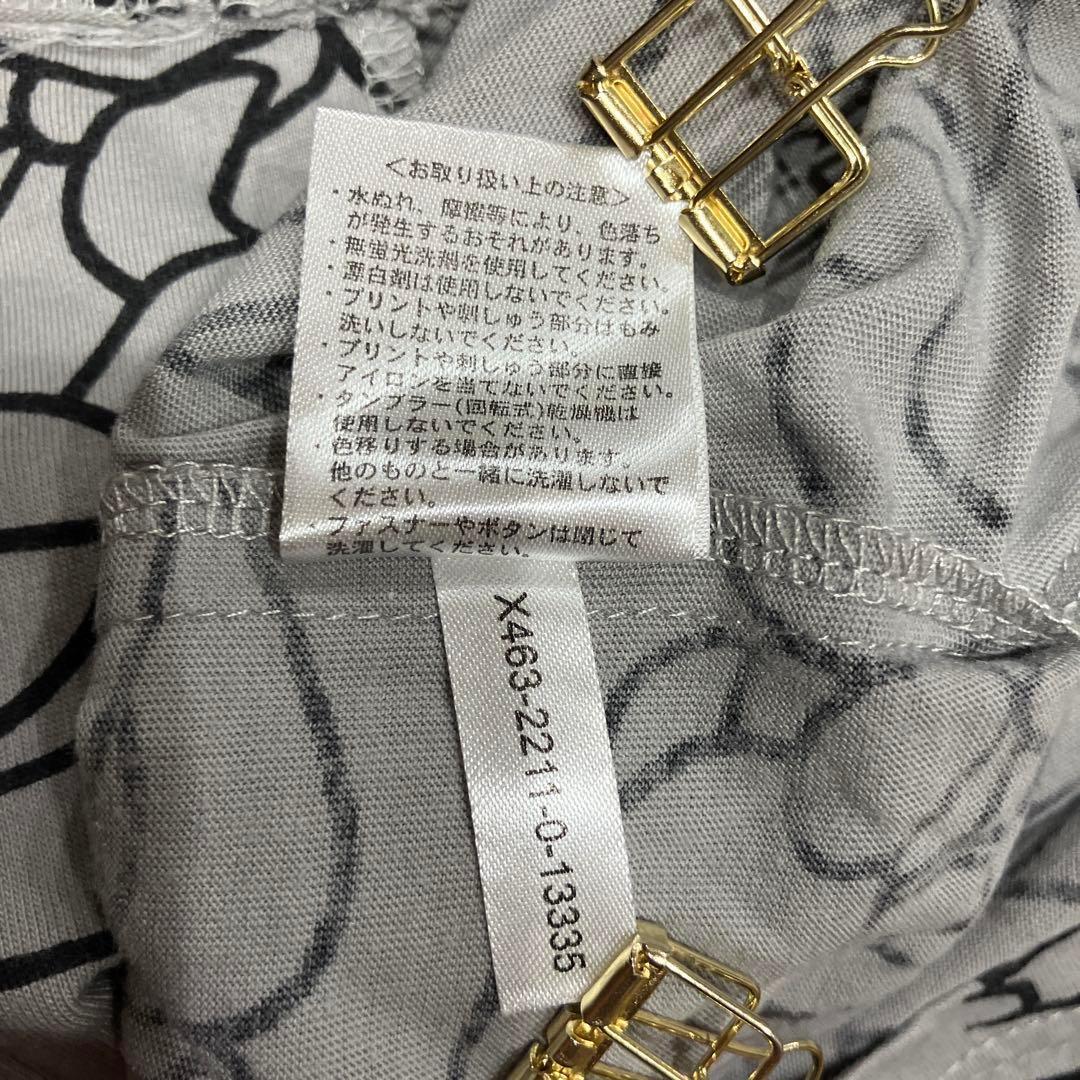 <お取り扱い上の注意>
・水ぬれ、摩擦等により、色落ち
が発生するおそれがあります。
・無蛍光洗剤を使用してください。
・漂白剤は使用しないでください。
・プリントや刺しゅう部分はもみ
洗いしないでください。
・プリントや刺しゅう部分に直接
アイロンを当てないでください。
・タンブラー(回転式)乾燥機は
使用しないでください。
・色移りする場合があります。
他のものと一緒に洗濯しないで
ください。
・ファスナーやボタンは閉じて
洗濯してください。
X463-2211-0-13335